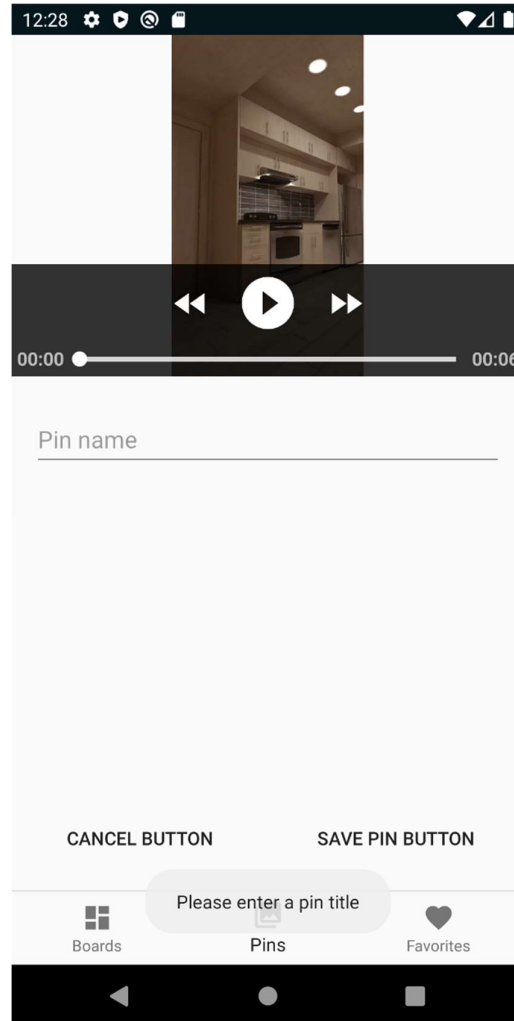 12:28
00:00
00:06
Pin name
CANCEL BUTTON
SAVE PIN BUTTON
Please enter a pin title
Boards
Pins
Favorites